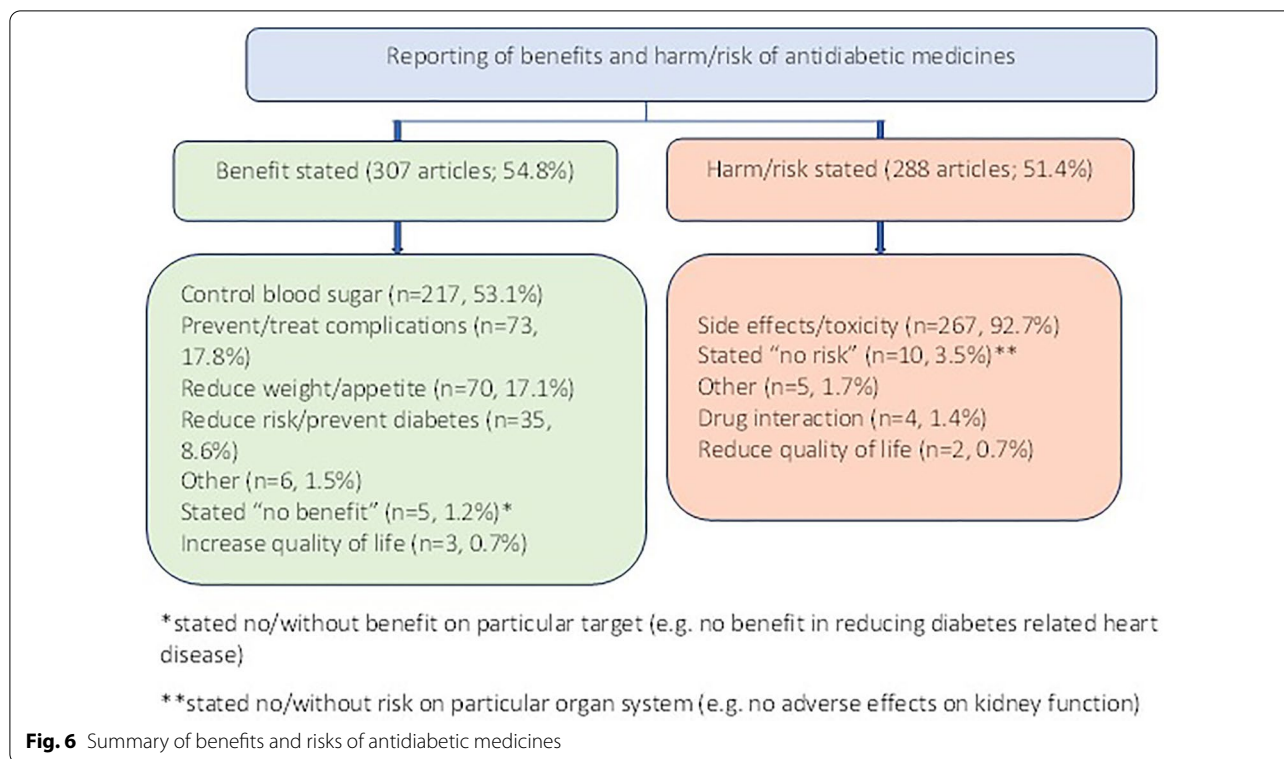 Reporting of benefits and harm/risk of antidiabetic medicines
Benefit stated (307 articles; 54.8%)
Harm/risk stated (288 articles; 51.4%)
Control blood sugar (n=217, 53.1%)
Prevent/treat complications (n=73,
17.8%)
Reduce weight/appetite (n=70, 17.1%)
Reduce risk/prevent diabetes (n=35,
8.6%)
Other (n=6, 1.5%)
Stated "no benefit" (n=5, 1.2%)*
Increase quality of life (n=3, 0.7%)
Side effects/toxicity (n=267, 92.7%)
Stated "no risk" (n=10, 3.5%)**
Other (n=5, 1.7%)
Drug interaction (n=4, 1.4%)
Reduce quality of life (n=2, 0.7%)
*stated no/without benefit on particular target (e.g. no benefit in reducing diabetes related heart
disease)
**stated no/without risk on particular organ system (e.g. no adverse effects on kidney function)
Fig. 6 Summary of benefits and risks of antidiabetic medicines